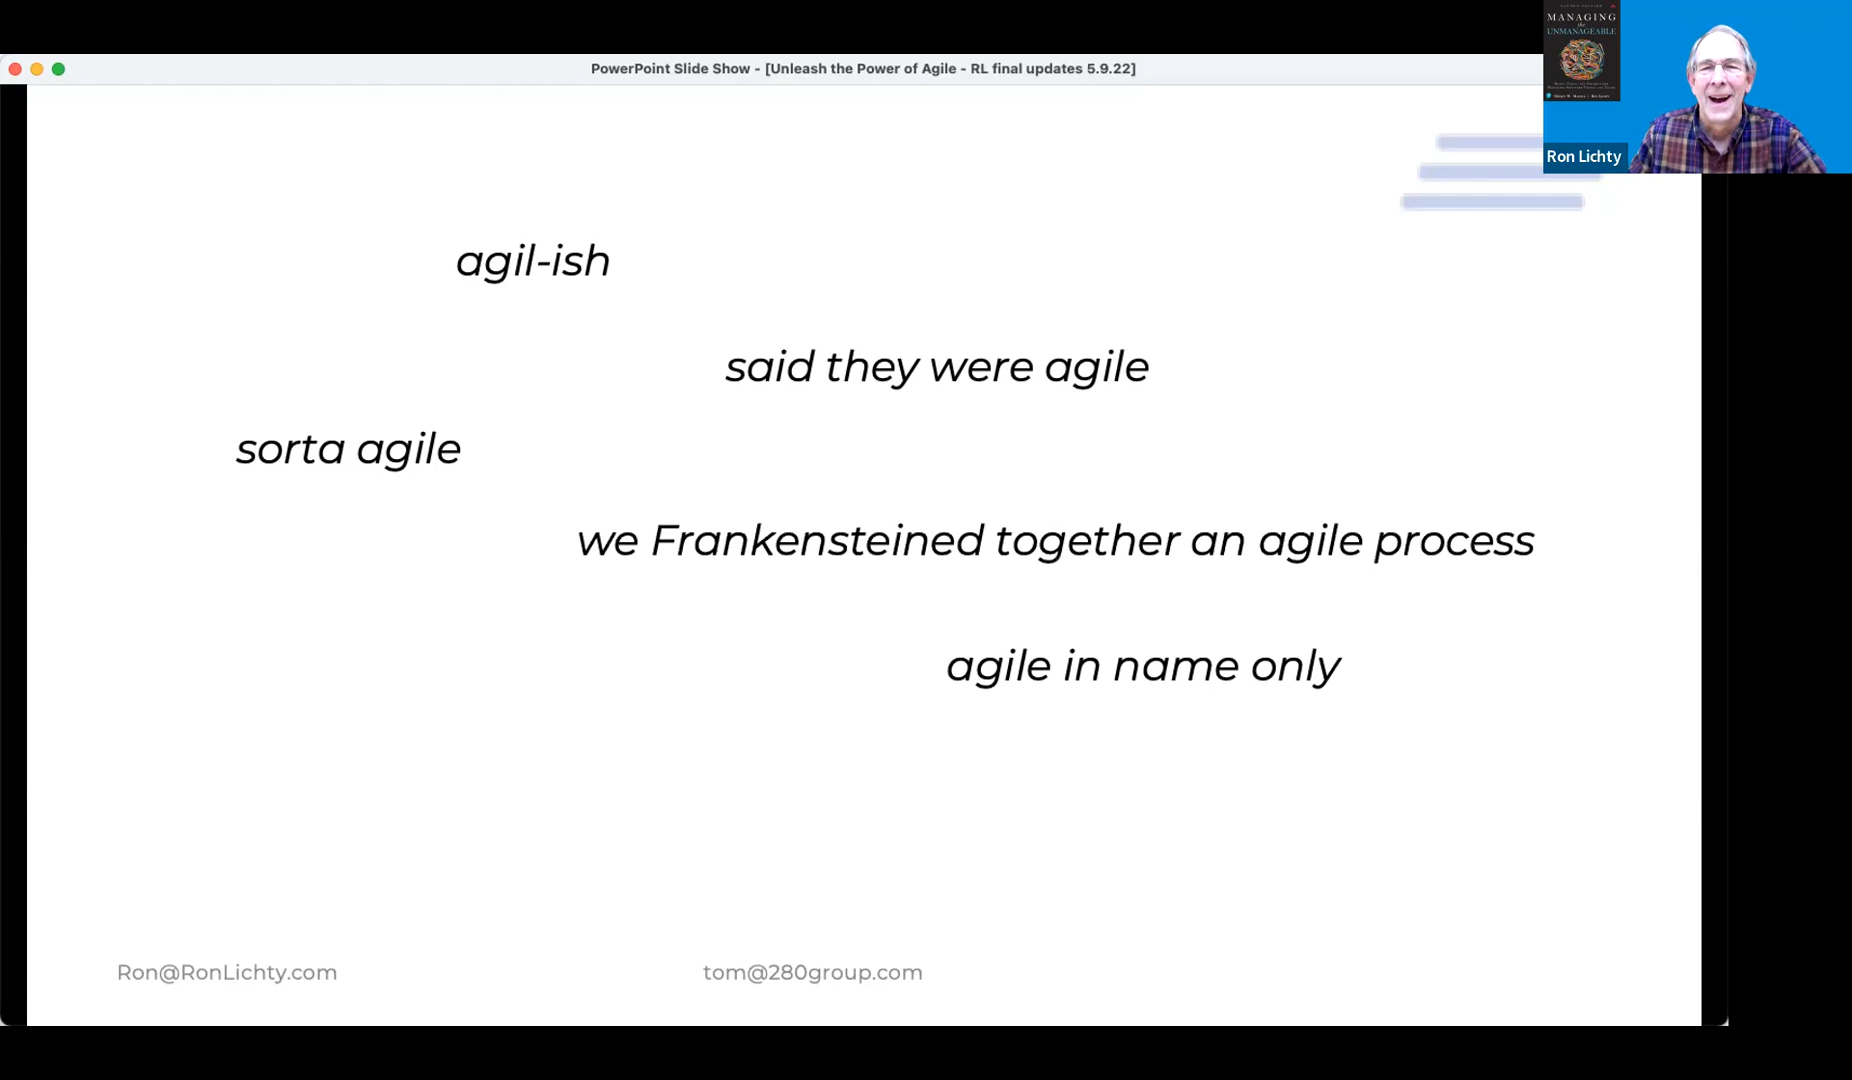 PowerPoint Slide Show - [Unleash the Power of Agile - RL final updates 5.9.22]
MANAGING
the
UNMANAGEABLE
Ron Lichty
agil-ish
said they were agile
sorta agile
we Frankensteined together an agile process
agile in name only
Ron@RonLichty.com
tom@280group.com